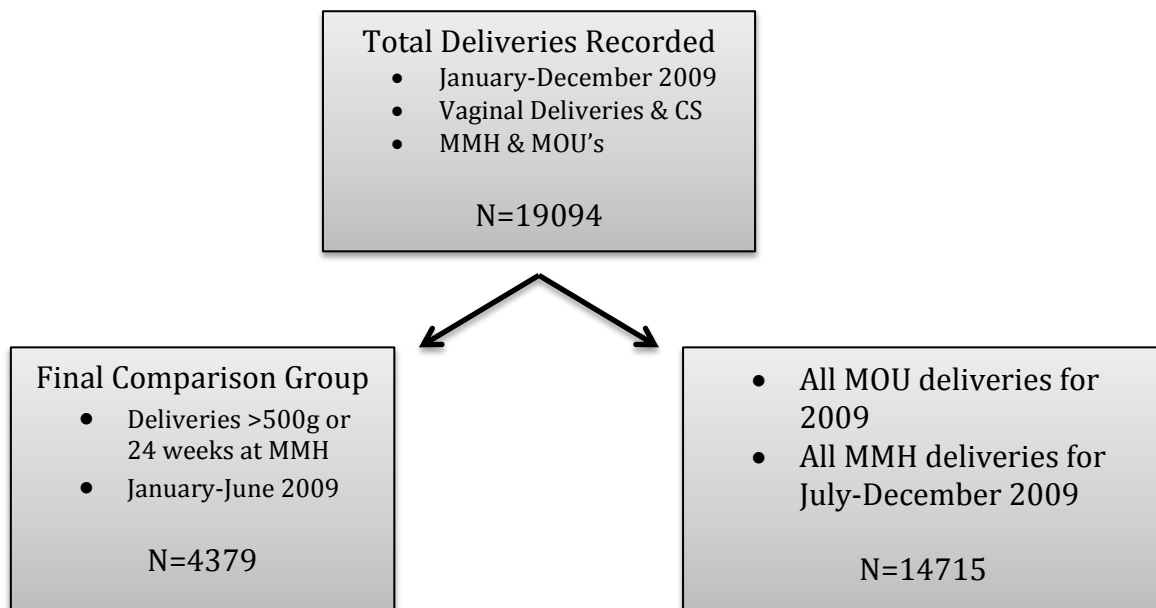 Total Deliveries Recorded
• January-December 2009
• Vaginal Deliveries & CS
• MMH & MOU’s
N=19094
Final Comparison Group
• Deliveries >500g or
24 weeks at MMH
• January-June 2009
N=4379
• All MOU deliveries for
2009
• All MMH deliveries for
July-December 2009
N=14715